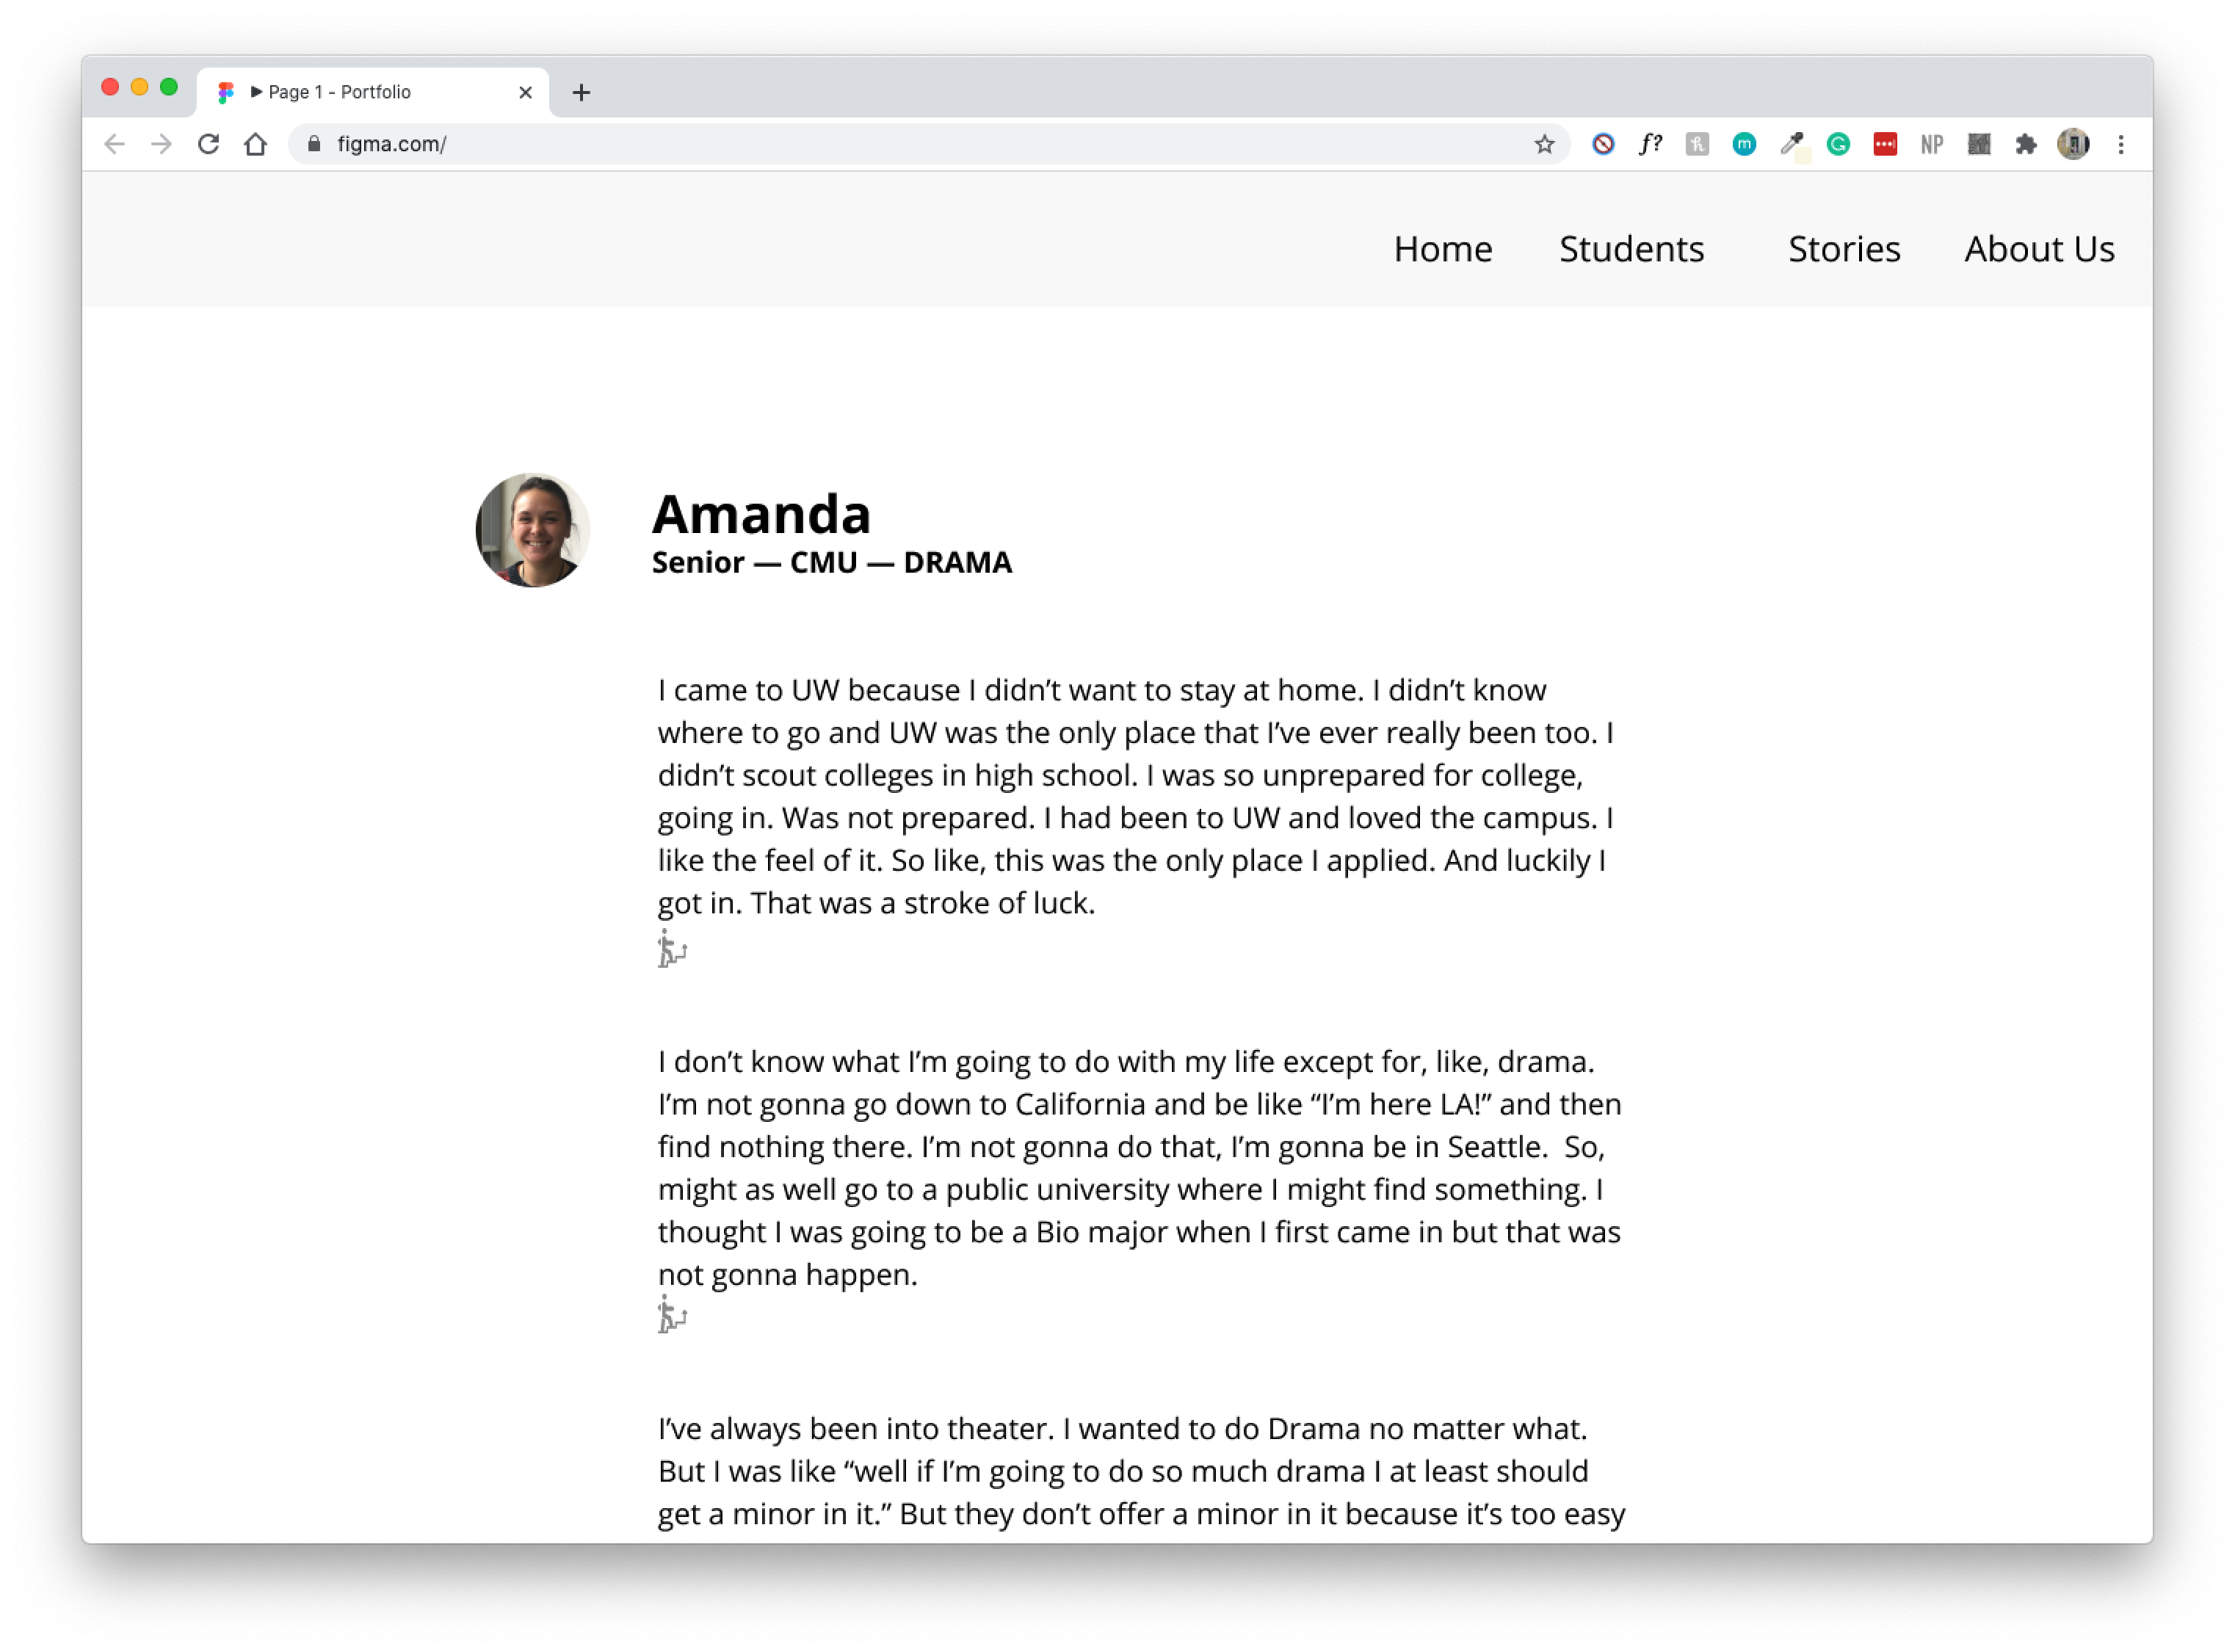 ▶ Page 1 - Portfolio
figma.com/
f?
m
G
NP
Home Students Stories About Us
Amanda
Senior — CMU — DRAMA
I came to UW because I didn’t want to stay at home. I didn’t know
where to go and UW was the only place that I’ve ever really been too. I
didn’t scout colleges in high school. I was so unprepared for college,
going in. Was not prepared. I had been to UW and loved the campus. I
like the feel of it. So like, this was the only place I applied. And luckily I
got in. That was a stroke of luck.
I don’t know what I’m going to do with my life except for, like, drama.
I’m not gonna go down to California and be like “I’m here LA!” and then
find nothing there. I’m not gonna do that, I’m gonna be in Seattle.  So,
might as well go to a public university where I might find something. I
thought I was going to be a Bio major when I first came in but that was
not gonna happen.
I’ve always been into theater. I wanted to do Drama no matter what.
But I was like “well if I’m going to do so much drama I at least should
get a minor in it.” But they don’t offer a minor in it because it’s too easy